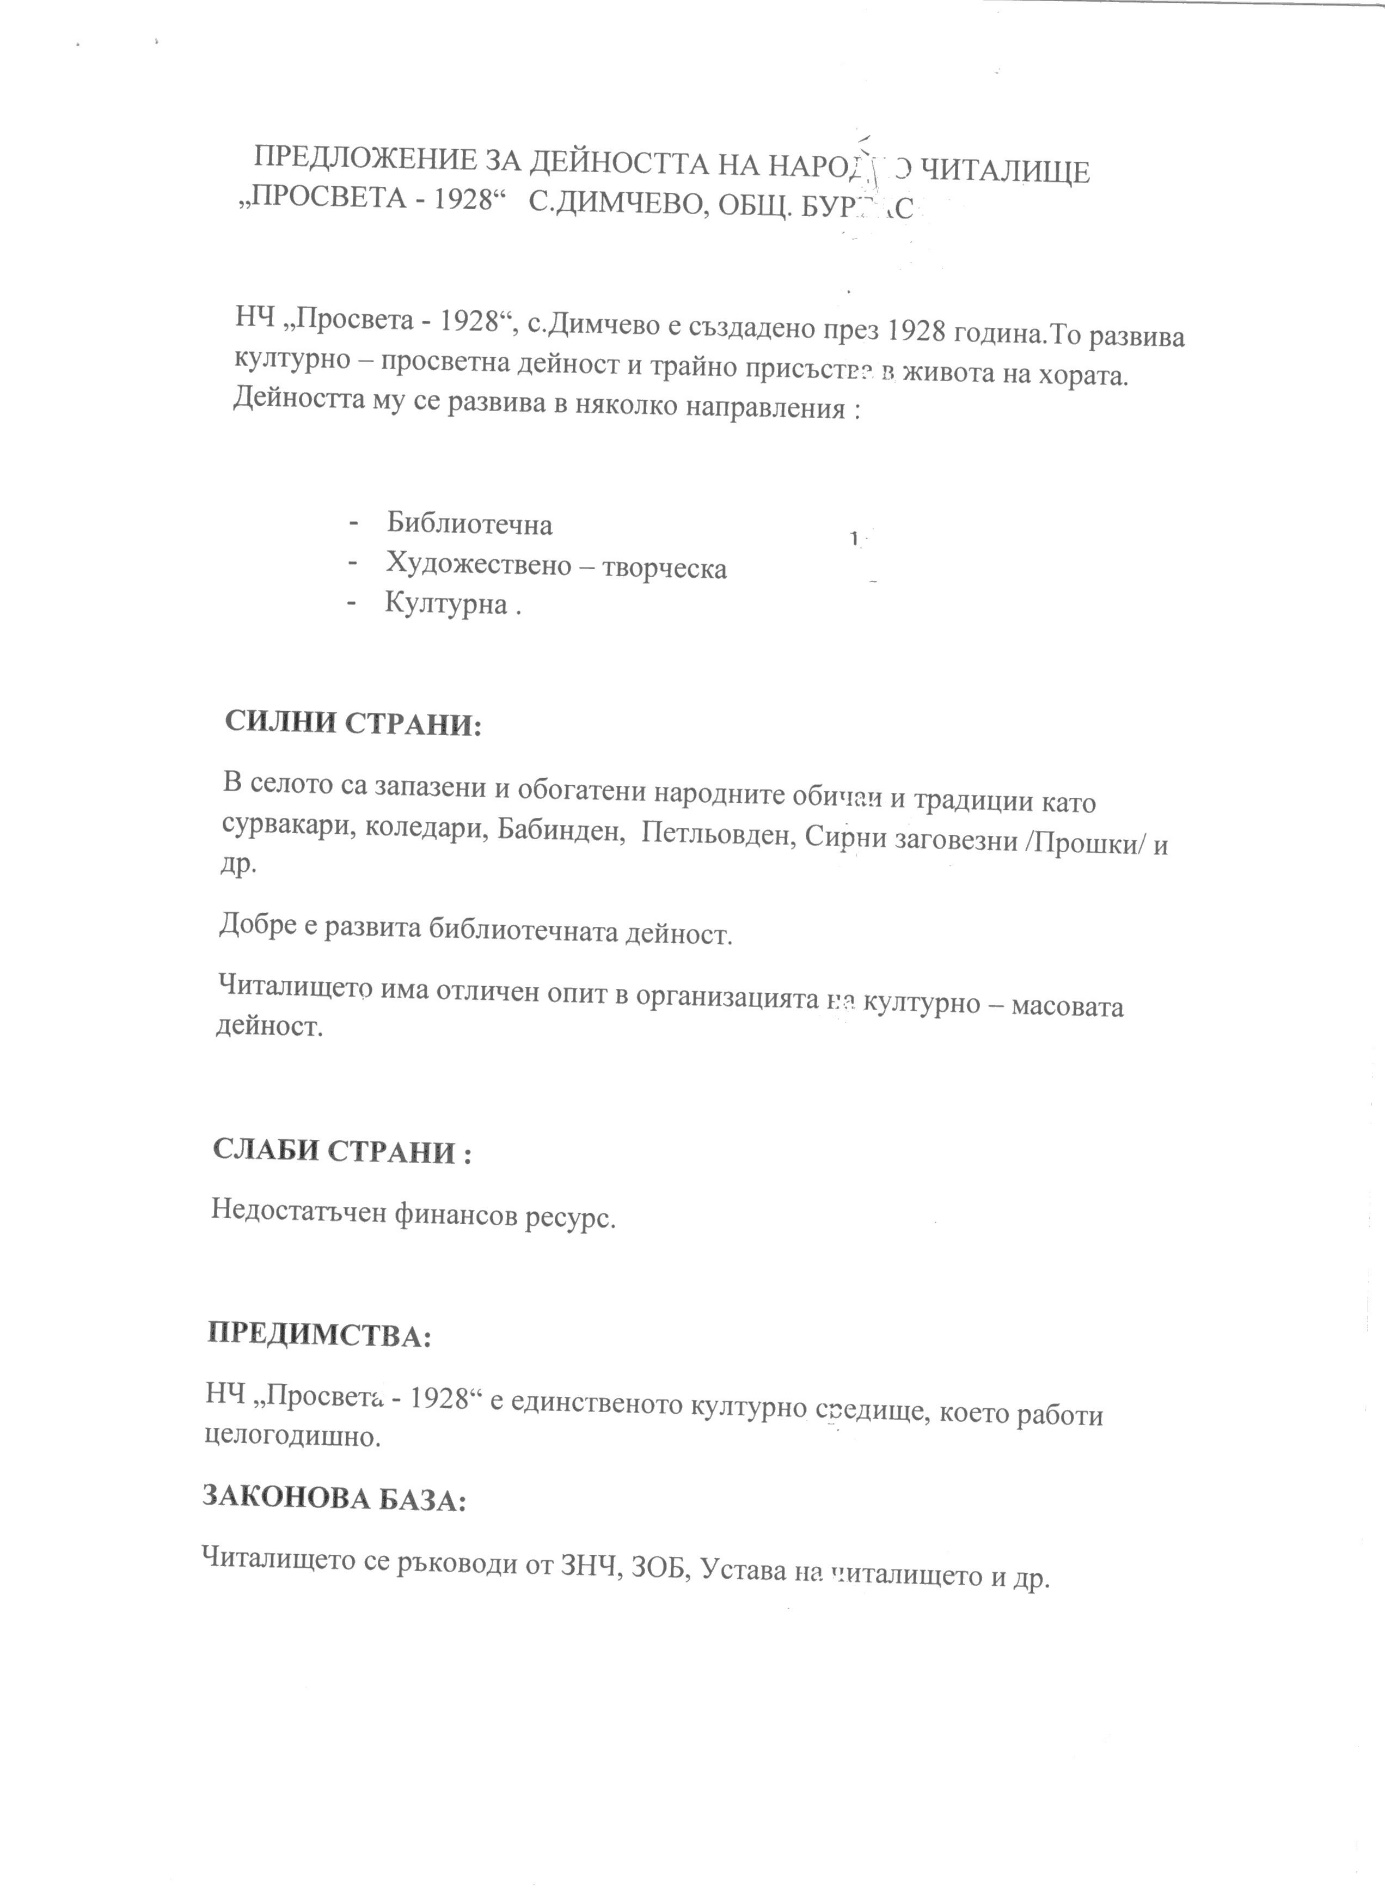 ПРЕДЛОЖЕНИЕ ЗА ДЕЙНОСТТА НА НАРОДНО ЧИТАЛИЩЕ
„ПРОСВЕТА - 1928“ С.ДИМЧЕВО, ОБЩ. БУРГАС
НЧ „Просвета - 1928“, с.Димчево е създадено през 1928 година.То развива
културно – просветна дейност и трайно присъства в живота на хората.
Дейността му се развива в няколко направления :
- Библиотечна
- Художествено – творческа
- Културна .
СИЛНИ СТРАНИ:
В селото са запазени и обогатени народните обичаи и традиции като
сурвакари, коледари, Бабинден, Петльовден, Сирни заговезни /Прошки/ и
др.
Добре е развита библиотечната дейност.
Читалището има отличен опит в организацията на културно – масовата
дейност.
СЛАБИ СТРАНИ :
Недостатъчен финансов ресурс.
ПРЕДИМСТВА:
НЧ „Просвета - 1928“ е единственото културно средище, което работи
целогодишно.
ЗАКОНОВА БАЗА:
Читалището се ръководи от ЗНЧ, ЗОБ, Устава на читалището и др.